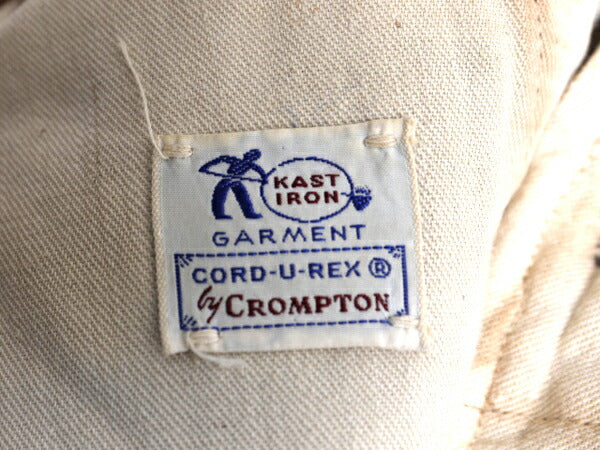 KAST
IRON
GARMENT
CORD-U-REX ®
by CROMPTON